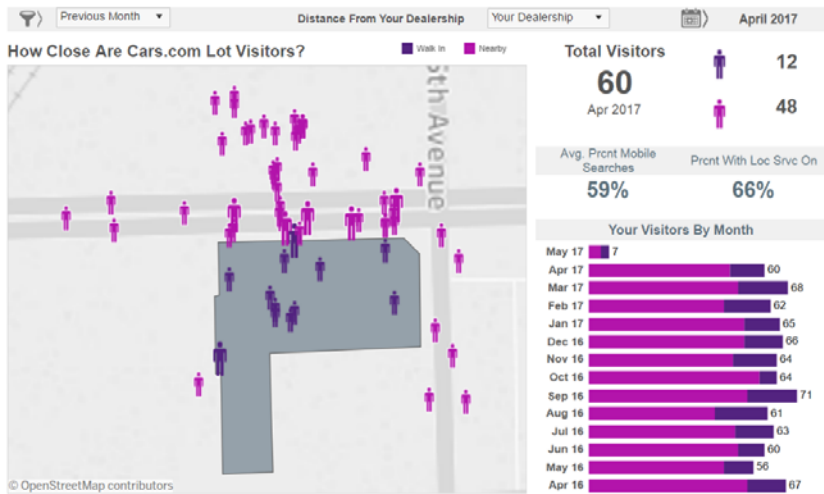 Previous Month
Distance From Your Dealership
Your Dealership
April 2017
How Close Are Cars.com Lot Visitors?
Walk In
Nearby
5th Avenue
© OpenStreetMap contributors
Total Visitors
60
Apr 2017
12
48
Avg. Prcnt Mobile
Searches
59%
Prcnt With Loc Srvc On
66%
Your Visitors By Month
May 17 7
Apr 17 60
Mar 17 68
Feb 17 62
Jan 17 65
Dec 16 66
Nov 16 64
Oct 16 64
Sep 16 71
Aug 16 61
Jul 16 63
Jun 16 60
May 16 56
Apr 16 67